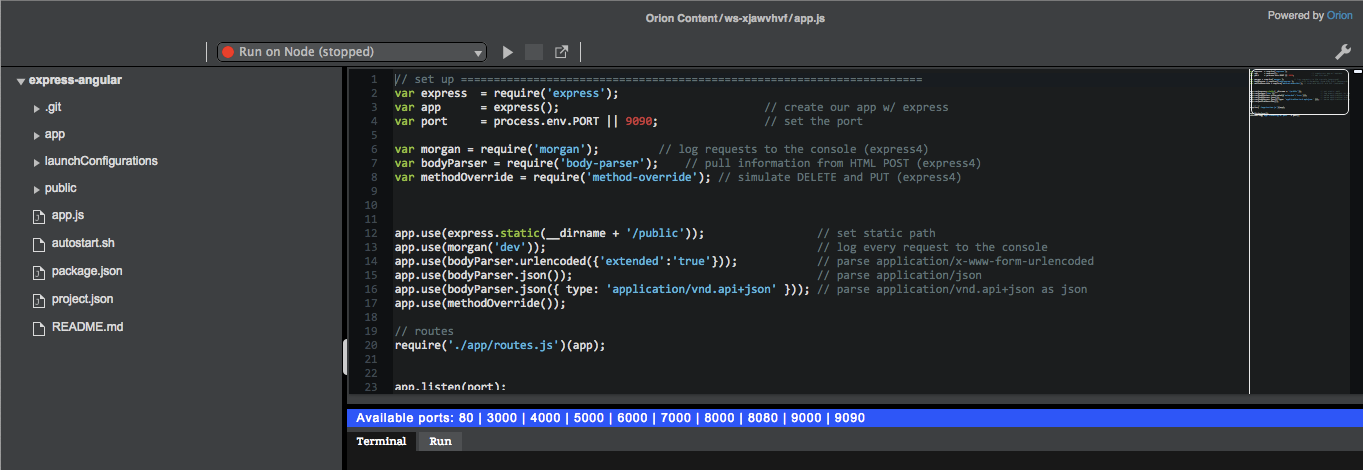 Orion Content/ws-xjawvhvf/app.js
Powered by Orion
Run on Node (stopped)
express-angular
.git
app
launchConfigurations
public
app.js
autostart.sh
package.json
project.json
README.md
1 // set up ======================================================================
2 var express  = require('express');
3 var app      = express();                               // create our app w/ express
4 var port     = process.env.PORT || 9090;                // set the port
5
6 var morgan = require('morgan');         // log requests to the console (express4)
7 var bodyParser = require('body-parser');    // pull information from HTML POST (express4)
8 var methodOverride = require('method-override'); // simulate DELETE and PUT (express4)
9
10
11
12 app.use(express.static(__dirname + '/public'));                 // set static path
13 app.use(morgan('dev'));                                         // log every request to the console
14 app.use(bodyParser.urlencoded({'extended':'true'}));            // parse application/x-www-form-urlencoded
15 app.use(bodyParser.json());                                     // parse application/json
16 app.use(bodyParser.json({ type: 'application/vnd.api+json' })); // parse application/vnd.api+json as json
17 app.use(methodOverride());
18
19 // routes
20 require('./app/routes.js')(app);
21
22
23 app.listen(port);
Available ports: 80 | 3000 | 4000 | 5000 | 6000 | 7000 | 8000 | 8080 | 9000 | 9090
Terminal Run